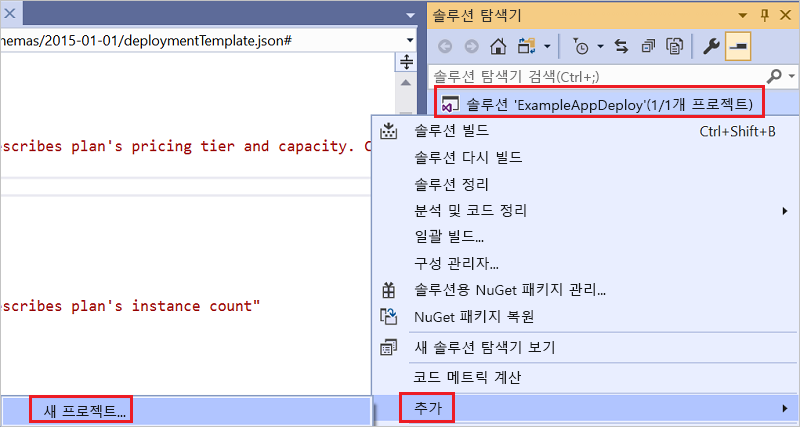 솔루션 탐색기
hemas/2015-01-01/deploymentTemplate.json#
솔루션 탐색기 검색(Ctrl+;)
솔루션 'ExampleAppDeploy'(1/1개 프로젝트)
escribes plan's pricing tier and capacity. C
escribes plan's instance count"
솔루션 빌드 Ctrl+Shift+B
솔루션 다시 빌드
솔루션 정리
분석 및 코드 정리
일괄 빌드...
구성 관리자...
솔루션용 NuGet 패키지 관리...
NuGet 패키지 복원
새 솔루션 탐색기 보기
코드 메트릭 계산
추가
새 프로젝트...